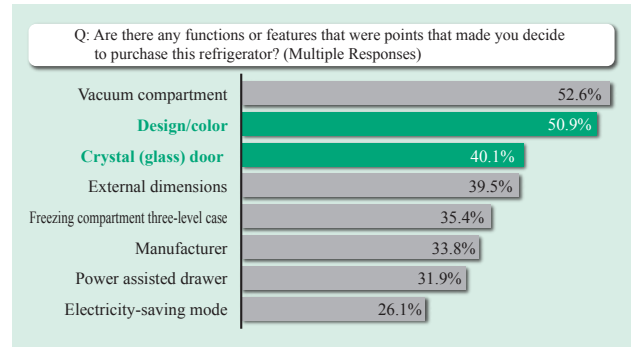 Q: Are there any functions or features that were points that made you decide
to purchase this refrigerator? (Multiple Responses)
Vacuum compartment 52.6%
Design/color 50.9%
Crystal (glass) door 40.1%
External dimensions 39.5%
Freezing compartment three-level case 35.4%
Manufacturer 33.8%
Power assisted drawer 31.9%
Electricity-saving mode 26.1%